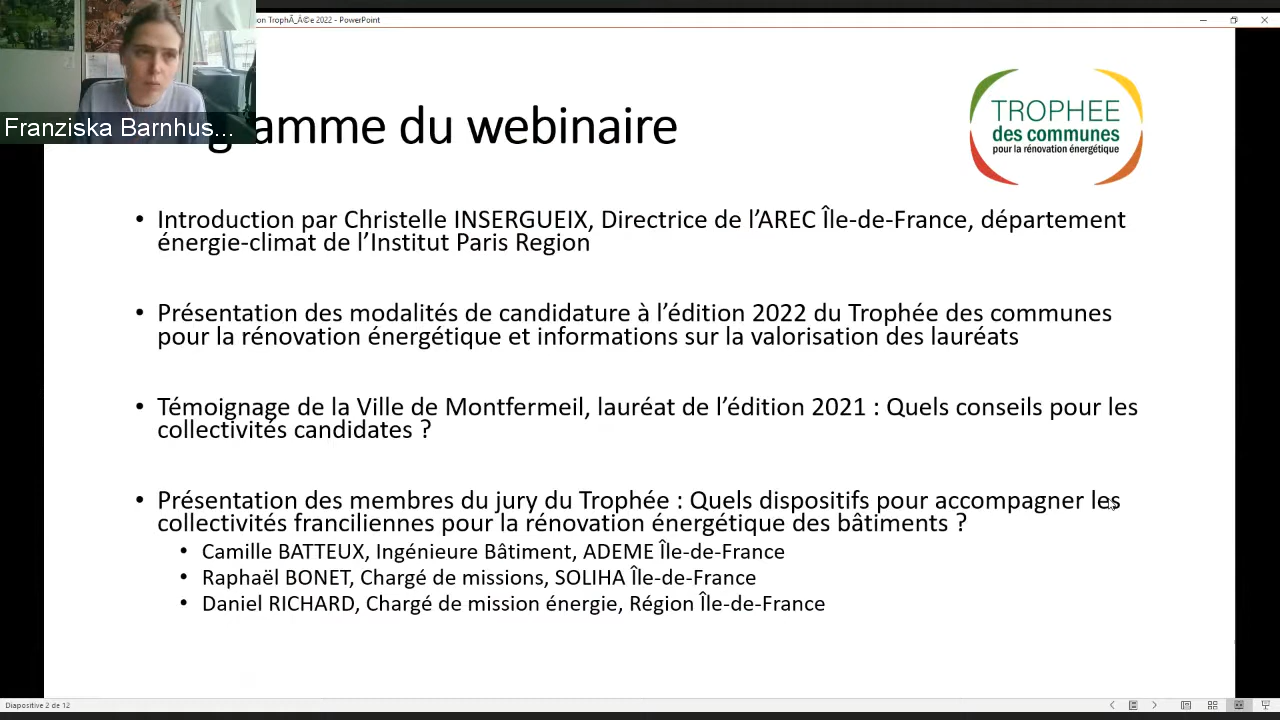 ion TrophÃ_Ã©e 2022 - PowerPoint
Franziska Barnhus...
gramme du webinaire
TROPHEE
des communes
pour la rénovation énergétique
• Introduction par Christelle INSERGUEIX, Directrice de l’AREC Île-de-France, département
énergie-climat de l’Institut Paris Region
• Présentation des modalités de candidature à l’édition 2022 du Trophée des communes
pour la rénovation énergétique et informations sur la valorisation des lauréats
• Témoignage de la Ville de Montfermeil, lauréat de l’édition 2021 : Quels conseils pour les
collectivités candidates ?
• Présentation des membres du jury du Trophée : Quels dispositifs pour accompagner les
collectivités franciliennes pour la rénovation énergétique des bâtiments ?
• Camille BATTEUX, Ingénieure Bâtiment, ADEME Île-de-France
• Raphaël BONET, Chargé de missions, SOLIHA Île-de-France
• Daniel RICHARD, Chargé de mission énergie, Région Île-de-France
Diapositive 2 de 12